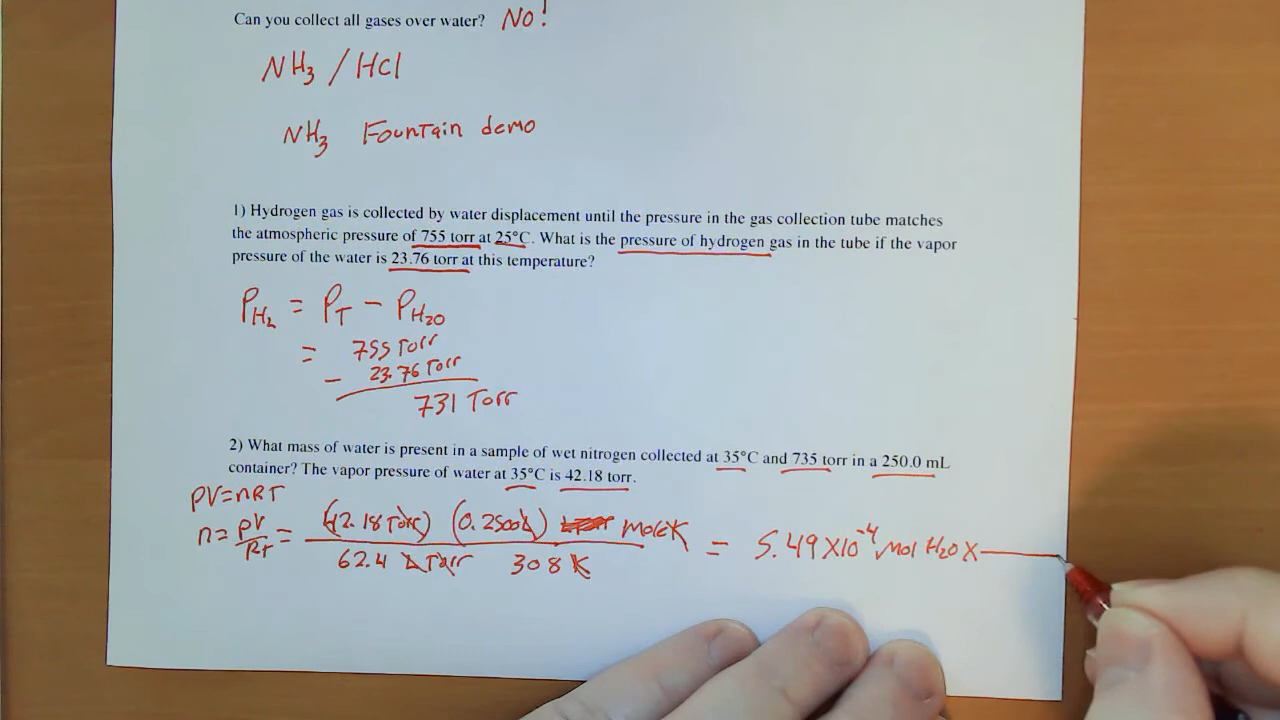 Can you collect all gases over water? NO!
NH3 / HCl
NH3 Fountain demo
1) Hydrogen gas is collected by water displacement until the pressure in the gas collection tube matches
the atmospheric pressure of 755 torr at 25°C. What is the pressure of hydrogen gas in the tube if the vapor
pressure of the water is 23.76 torr at this temperature?
PH2 = PT - PH2O
= 755 Torr
- 23.76 Torr
731 Torr
2) What mass of water is present in a sample of wet nitrogen collected at 35°C and 735 torr in a 250.0 mL
container? The vapor pressure of water at 35°C is 42.18 torr.
PV=nRT
n = PV/RT = (42.18 Torr) (0.2500L) mole K / 62.4 L Torr 308 K = 5.49 X10^-4 Mol H2O X